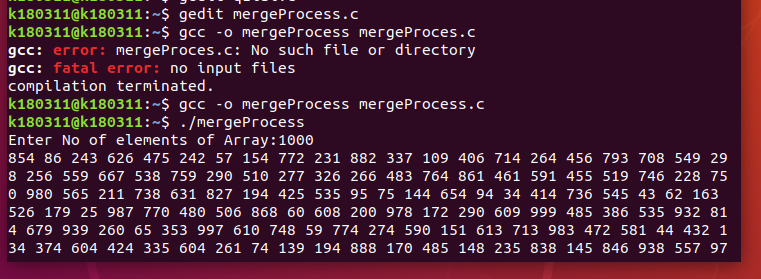 k180311@k180311:~$ gedit mergeProcess.c
k180311@k180311:~$ gcc -o mergeProcess mergeProces.c
gcc: error: mergeProces.c: No such file or directory
gcc: fatal error: no input files
compilation terminated.
k180311@k180311:~$ gcc -o mergeProcess mergeProcess.c
k180311@k180311:~$ ./mergeProcess
Enter No of elements of Array:1000
854 86 243 626 475 242 57 154 772 231 882 337 109 406 714 264 456 793 708 549 29
8 256 559 667 538 759 290 510 277 326 266 483 764 861 461 591 455 519 746 228 75
0 980 565 211 738 631 827 194 425 535 95 75 144 654 94 34 414 736 545 43 62 163
526 179 25 987 770 480 506 868 60 608 200 978 172 290 609 999 485 386 535 932 81
4 679 939 260 65 353 997 610 748 59 774 274 590 151 613 713 983 472 581 44 432 1
34 374 604 424 335 604 261 74 139 194 888 170 485 148 235 838 145 846 938 557 97